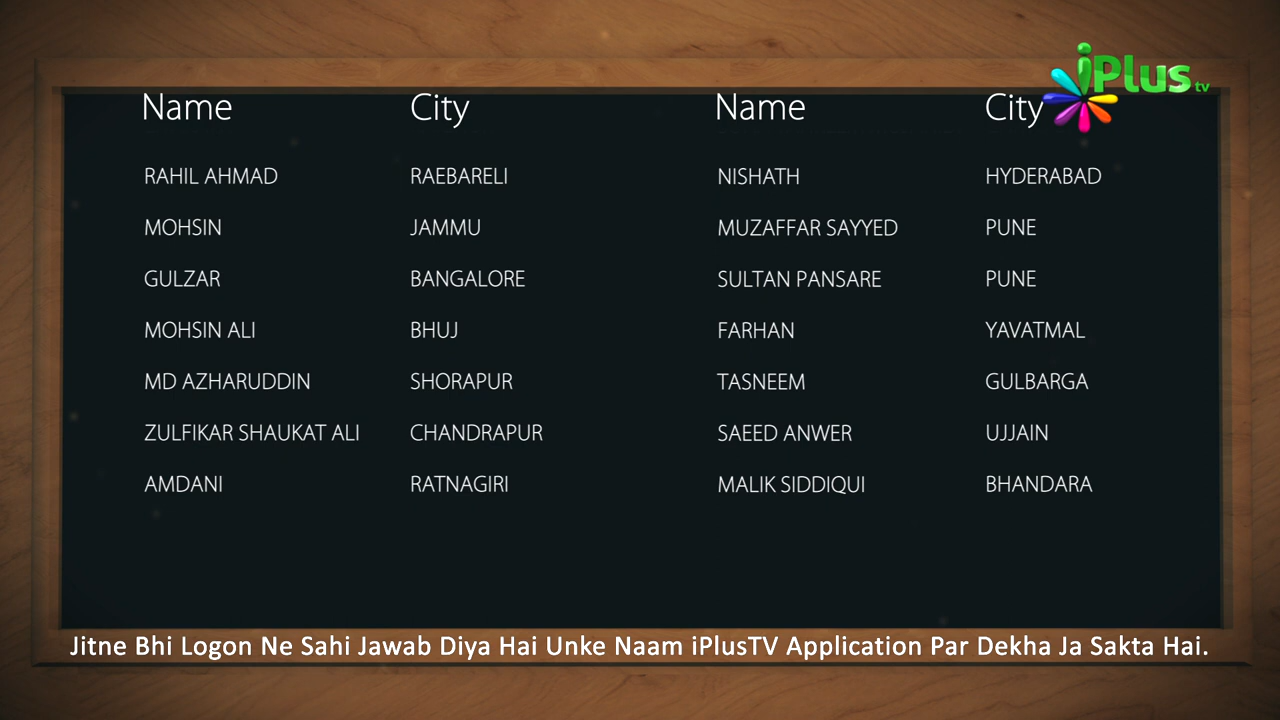 iPlus tv
Name City Name City
RAHIL AHMAD RAEBARELI NISHATH HYDERABAD
MOHSIN JAMMU MUZAFFAR SAYYED PUNE
GULZAR BANGALORE SULTAN PANSARE PUNE
MOHSIN ALI BHUJ FARHAN YAVATMAL
MD AZHARUDDIN SHORAPUR TASNEEM GULBARGA
ZULFIKAR SHAUKAT ALI CHANDRAPUR SAEED ANWER UJJAIN
AMDANI RATNAGIRI MALIK SIDDIQUI BHANDARA
Jitne Bhi Logon Ne Sahi Jawab Diya Hai Unke Naam iPlusTV Application Par Dekha Ja Sakta Hai.